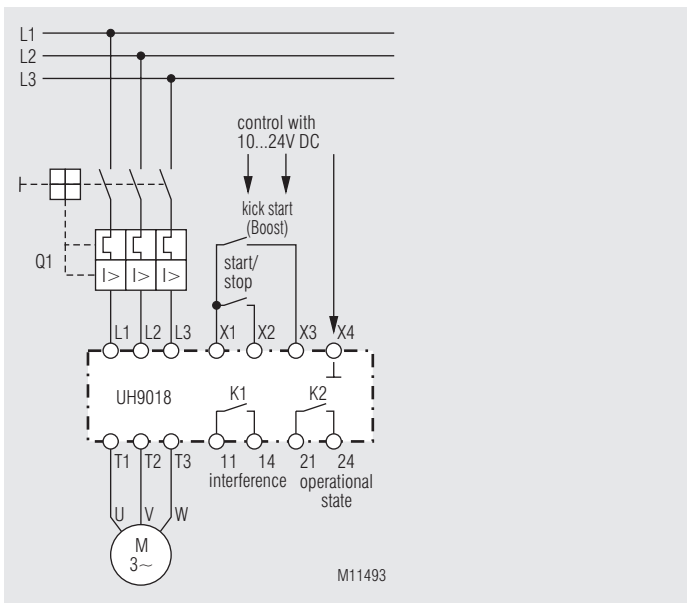 L1
L2
L3
control with
10...24V DC
kick start
(Boost)
start/
stop
Q1
I> I> I>
L1 L2 L3 X1 X2 X3 X4
UH9018 K1 K2
T1 T2 T3 11 14 21 24
interference operational
state
U V W
M
3~
M11493